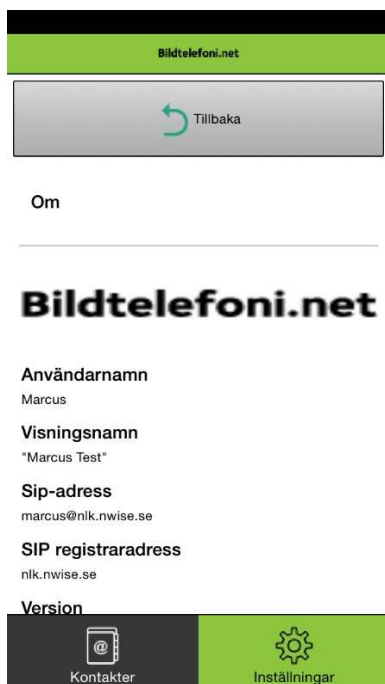 Bildtelefoni.net
Tillbaka
Om
Bildtelefoni.net
Användarnamn
Marcus
Visningsnamn
"Marcus Test"
Sip-adress
marcus@nlk.nwise.se
SIP registraradress
nlk.nwise.se
Version
@
Kontakter
Inställningar